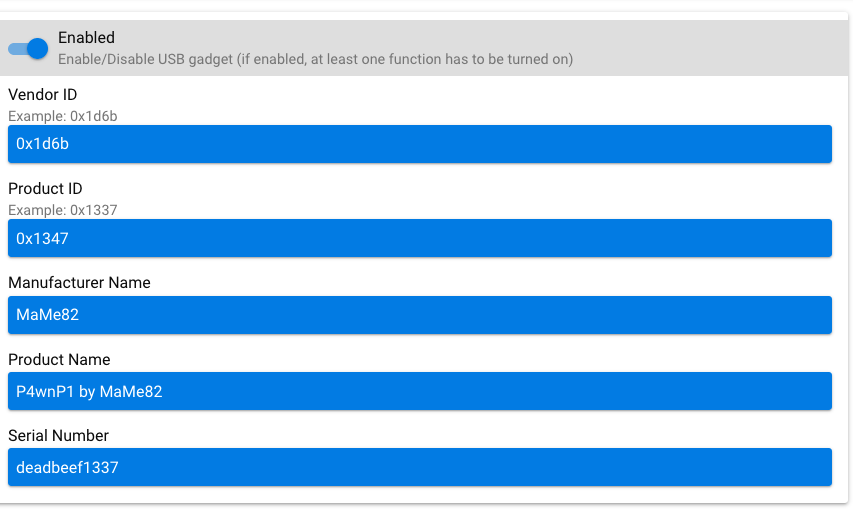 Enabled
Enable/Disable USB gadget (if enabled, at least one function has to be turned on)
Vendor ID
Example: 0x1d6b
0x1d6b
Product ID
Example: 0x1337
0x1347
Manufacturer Name
MaMe82
Product Name
P4wnP1 by MaMe82
Serial Number
deadbeef1337